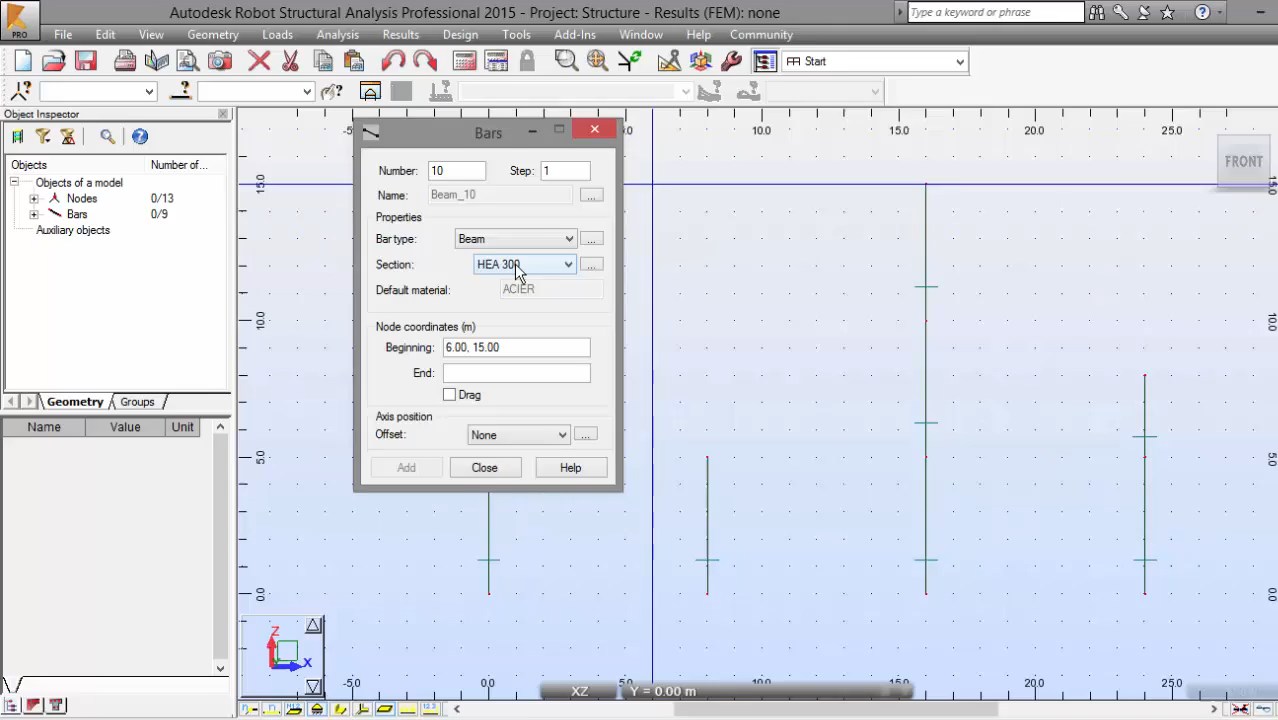 Autodesk Robot Structural Analysis Professional 2015 - Project: Structure - Results (FEM): none
Type a keyword or phrase
PRO
File Edit View Geometry Loads Analysis Results Design Tools Add-Ins Window Help Community
Start
Object Inspector
Objects Number of...
Objects of a model
Nodes 0/13
Bars 0/9
Auxiliary objects
Geometry Groups
Name Value Unit
Bars
Number: 10 Step: 1
Name: Beam_10 ...
Properties
Bar type: Beam ...
Section: HEA 300 ...
Default material: ACIER
Node coordinates (m)
Beginning: 6.00, 15.00
End:
Drag
Axis position
Offset: None ...
Add Close Help
10.0 15.0 20.0 25.0
FRONT
15.0
10.0
5.0
0.0
Z
X
-5.0 0.0 5.0 10.0 15.0 20.0 25.0
XZ Y = 0.00 m